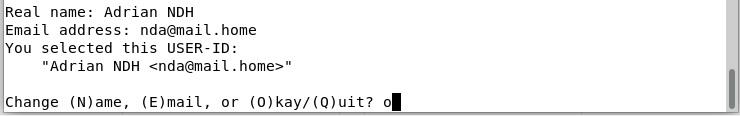 Real name: Adrian NDH
Email address: nda@mail.home
You selected this USER-ID:
"Adrian NDH <nda@mail.home>"
Change (N)ame, (E)mail, or (O)kay/(Q)uit? o